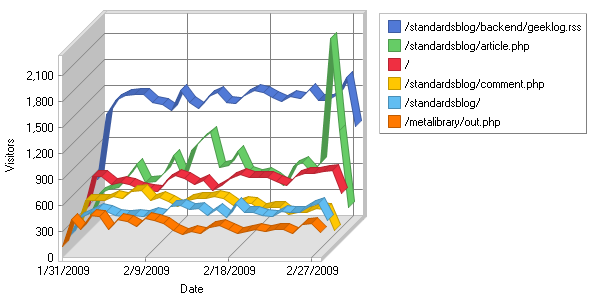 /standardsblog/backend/geeklog.rss
/standardsblog/article.php
/
/standardsblog/comment.php
/standardsblog/
/metalibrary/out.php
Visitors
2,100
1,800
1,500
1,200
900
600
300
0
1/31/2009 2/9/2009 2/18/2009 2/27/2009
Date